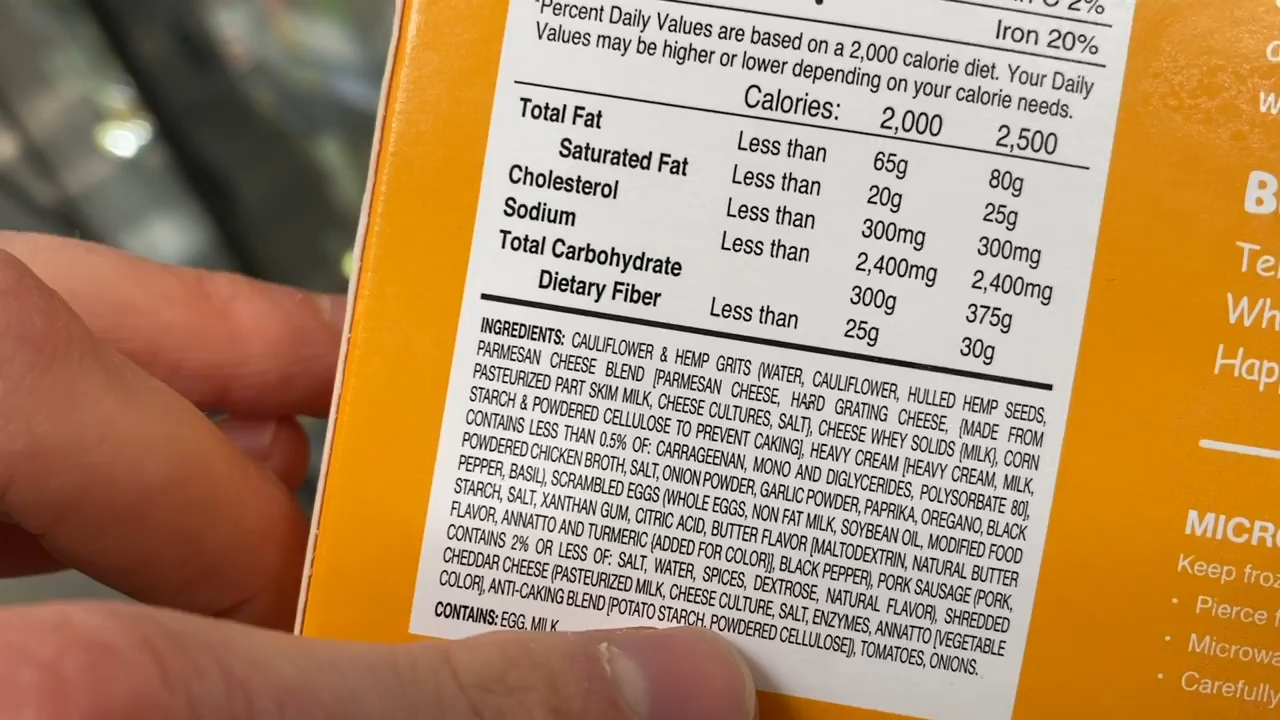 C 2%
Iron 20%
*Percent Daily Values are based on a 2,000 calorie diet. Your Daily
Values may be higher or lower depending on your calorie needs.
Calories: 2,000 2,500
Total Fat Less than 65g 80g
Saturated Fat Less than 20g 25g
Cholesterol Less than 300mg 300mg
Sodium Less than 2,400mg 2,400mg
Total Carbohydrate 300g 375g
Dietary Fiber Less than 25g 30g
INGREDIENTS: CAULIFLOWER & HEMP GRITS (WATER, CAULIFLOWER, HULLED HEMP SEEDS,
PARMESAN CHEESE BLEND [PARMESAN CHEESE, HARD GRATING CHEESE, {MADE FROM
PASTEURIZED PART SKIM MILK, CHEESE CULTURES, SALT}, CHEESE WHEY SOLIDS {MILK}, CORN
STARCH & POWDERED CELLULOSE TO PREVENT CAKING], HEAVY CREAM [HEAVY CREAM, MILK,
CONTAINS LESS THAN 0.5% OF: CARRAGEENAN, MONO AND DIGLYCERIDES, POLYSORBATE 80],
POWDERED CHICKEN BROTH, SALT, ONION POWDER, GARLIC POWDER, PAPRIKA, OREGANO, BLACK
PEPPER, BASIL), SCRAMBLED EGGS (WHOLE EGGS, NON FAT MILK, SOYBEAN OIL, MODIFIED FOOD
STARCH, SALT, XANTHAN GUM, CITRIC ACID, BUTTER FLAVOR [MALTODEXTRIN, NATURAL BUTTER
FLAVOR, ANNATTO AND TURMERIC {ADDED FOR COLOR}], BLACK PEPPER), PORK SAUSAGE (PORK,
CONTAINS 2% OR LESS OF: SALT, WATER, SPICES, DEXTROSE, NATURAL FLAVOR), SHREDDED
CHEDDAR CHEESE (PASTEURIZED MILK, CHEESE CULTURE, SALT, ENZYMES, ANNATTO [VEGETABLE
COLOR], ANTI-CAKING BLEND [POTATO STARCH, POWDERED CELLULOSE]), TOMATOES, ONIONS.
CONTAINS: EGG, MILK
B
Te
Wh
Hap
MICR
Keep froz
• Pierce f
• Microwa
• Carefully